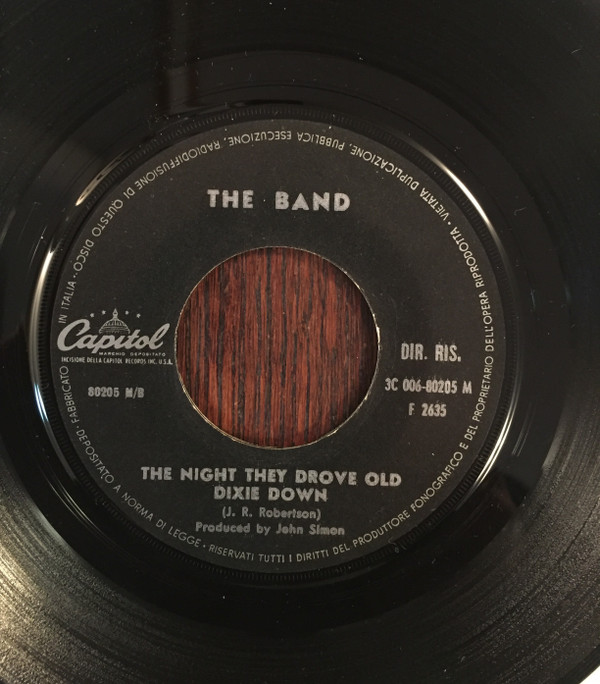 THE BAND
Capitol
MARCHIO DEPOSITATO
INCISIONE DELLA CAPITOL RECORDS INC. U.S.A.
80205 M/B
DIR. RIS.
3C 006-80205 M
F 2635
THE NIGHT THEY DROVE OLD
DIXIE DOWN
(J. R. Robertson)
Produced by John Simon
FABBRICATO IN ITALIA · DEPOSITATO A NORMA DI LEGGE · RISERVATI TUTTI I DIRITTI DEL PRODUTTORE FONOGRAFICO E DEL PROPRIETARIO DELL'OPERA RIPRODOTTA. VIETATA DUPLICAZIONE, PUBBLICA ESECUZIONE, RADIODIFFUSIONE DI QUESTO DISCO ·